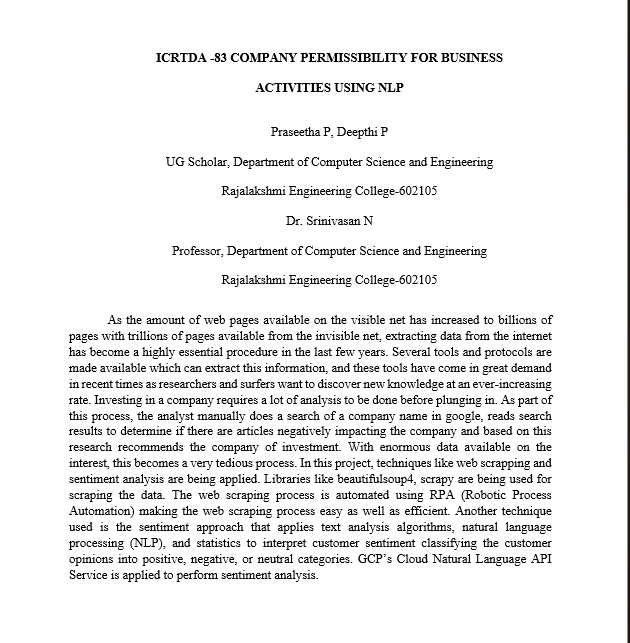 ICRTDA -83 COMPANY PERMISSIBILITY FOR BUSINESS
ACTIVITIES USING NLP
Praseetha P, Deepthi P
UG Scholar, Department of Computer Science and Engineering
Rajalakshmi Engineering College-602105
Dr. Srinivasan N
Professor, Department of Computer Science and Engineering
Rajalakshmi Engineering College-602105
As the amount of web pages available on the visible net has increased to billions of
pages with trillions of pages available from the invisible net, extracting data from the internet
has become a highly essential procedure in the last few years. Several tools and protocols are
made available which can extract this information, and these tools have come in great demand
in recent times as researchers and surfers want to discover new knowledge at an ever-increasing
rate. Investing in a company requires a lot of analysis to be done before plunging in. As part of
this process, the analyst manually does a search of a company name in google, reads search
results to determine if there are articles negatively impacting the company and based on this
research recommends the company of investment. With enormous data available on the
interest, this becomes a very tedious process. In this project, techniques like web scrapping and
sentiment analysis are being applied. Libraries like beautifulsoup4, scrapy are being used for
scraping the data. The web scraping process is automated using RPA (Robotic Process
Automation) making the web scraping process easy as well as efficient. Another technique
used is the sentiment approach that applies text analysis algorithms, natural language
processing (NLP), and statistics to interpret customer sentiment classifying the customer
opinions into positive, negative, or neutral categories. GCP's Cloud Natural Language API
Service is applied to perform sentiment analysis.